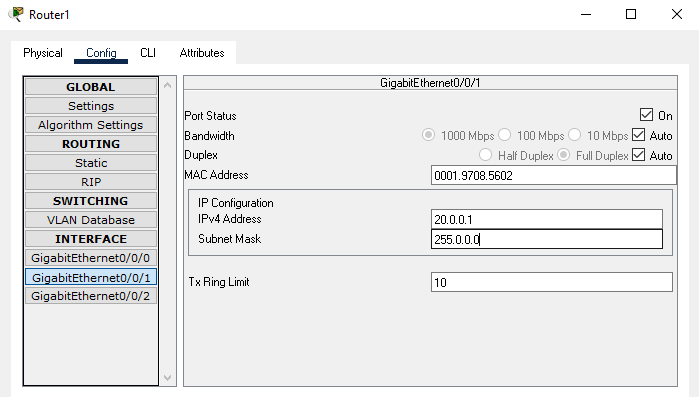 Router1
Physical Config CLI Attributes
GLOBAL
Settings
Algorithm Settings
ROUTING
Static
RIP
SWITCHING
VLAN Database
INTERFACE
GigabitEthernet0/0/0
GigabitEthernet0/0/1
GigabitEthernet0/0/2
GigabitEthernet0/0/1
Port Status On
Bandwidth 1000 Mbps 100 Mbps 10 Mbps Auto
Duplex Half Duplex Full Duplex Auto
MAC Address 0001.9708.5602
IP Configuration
IPv4 Address 20.0.0.1
Subnet Mask 255.0.0.0
Tx Ring Limit 10